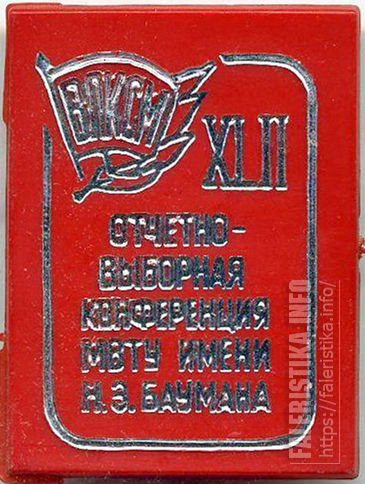 ВЛКСМ
XLII
ОТЧЕТНО-
ВЫБОРНАЯ
КОНФЕРЕНЦИЯ
МВТУ ИМЕНИ
Н.Э. БАУМАНА
FALERISTIKA.INFO
https://faleristika.info/